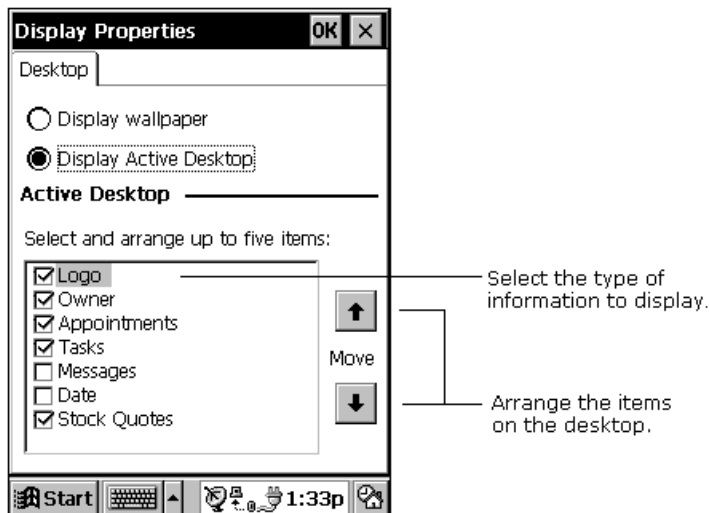 Display Properties OK ×
Desktop
Display wallpaper
Display Active Desktop
Active Desktop
Select and arrange up to five items:
Logo
Owner
Appointments
Tasks
Messages
Date
Stock Quotes
Move
Select the type of
information to display.
Arrange the items
on the desktop.
Start 1:33p